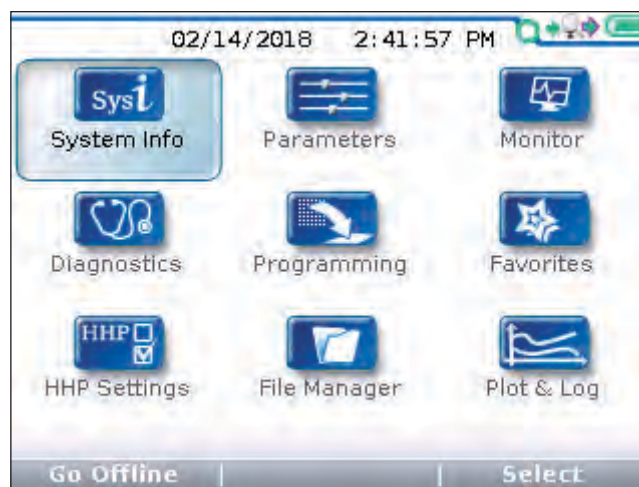 02/14/2018 2:41:57 PM
Sysi
System Info
Parameters
Monitor
Diagnostics
Programming
Favorites
HHP
HHP Settings
File Manager
Plot & Log
Go Offline
Select